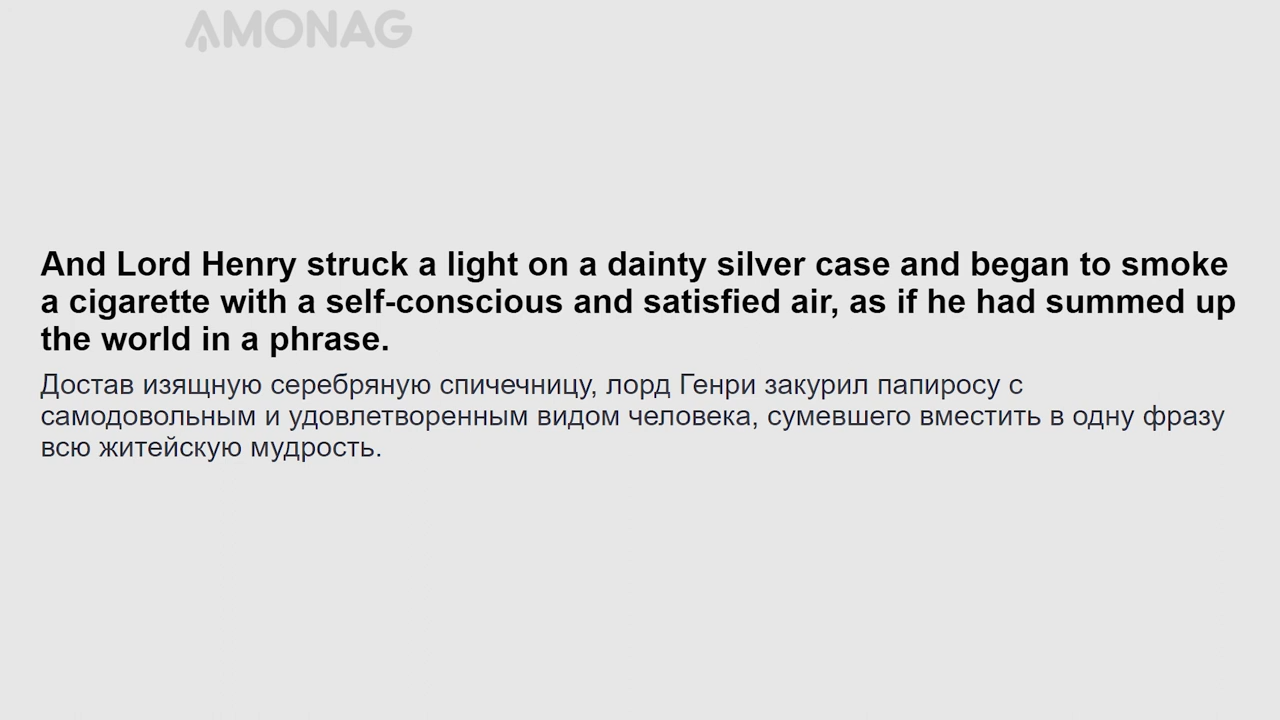 AMONAG
And Lord Henry struck a light on a dainty silver case and began to smoke
a cigarette with a self-conscious and satisfied air, as if he had summed up
the world in a phrase.
Достав изящную серебряную спичечницу, лорд Генри закурил папиросу с
самодовольным и удовлетворенным видом человека, сумевшего вместить в одну фразу
всю житейскую мудрость.